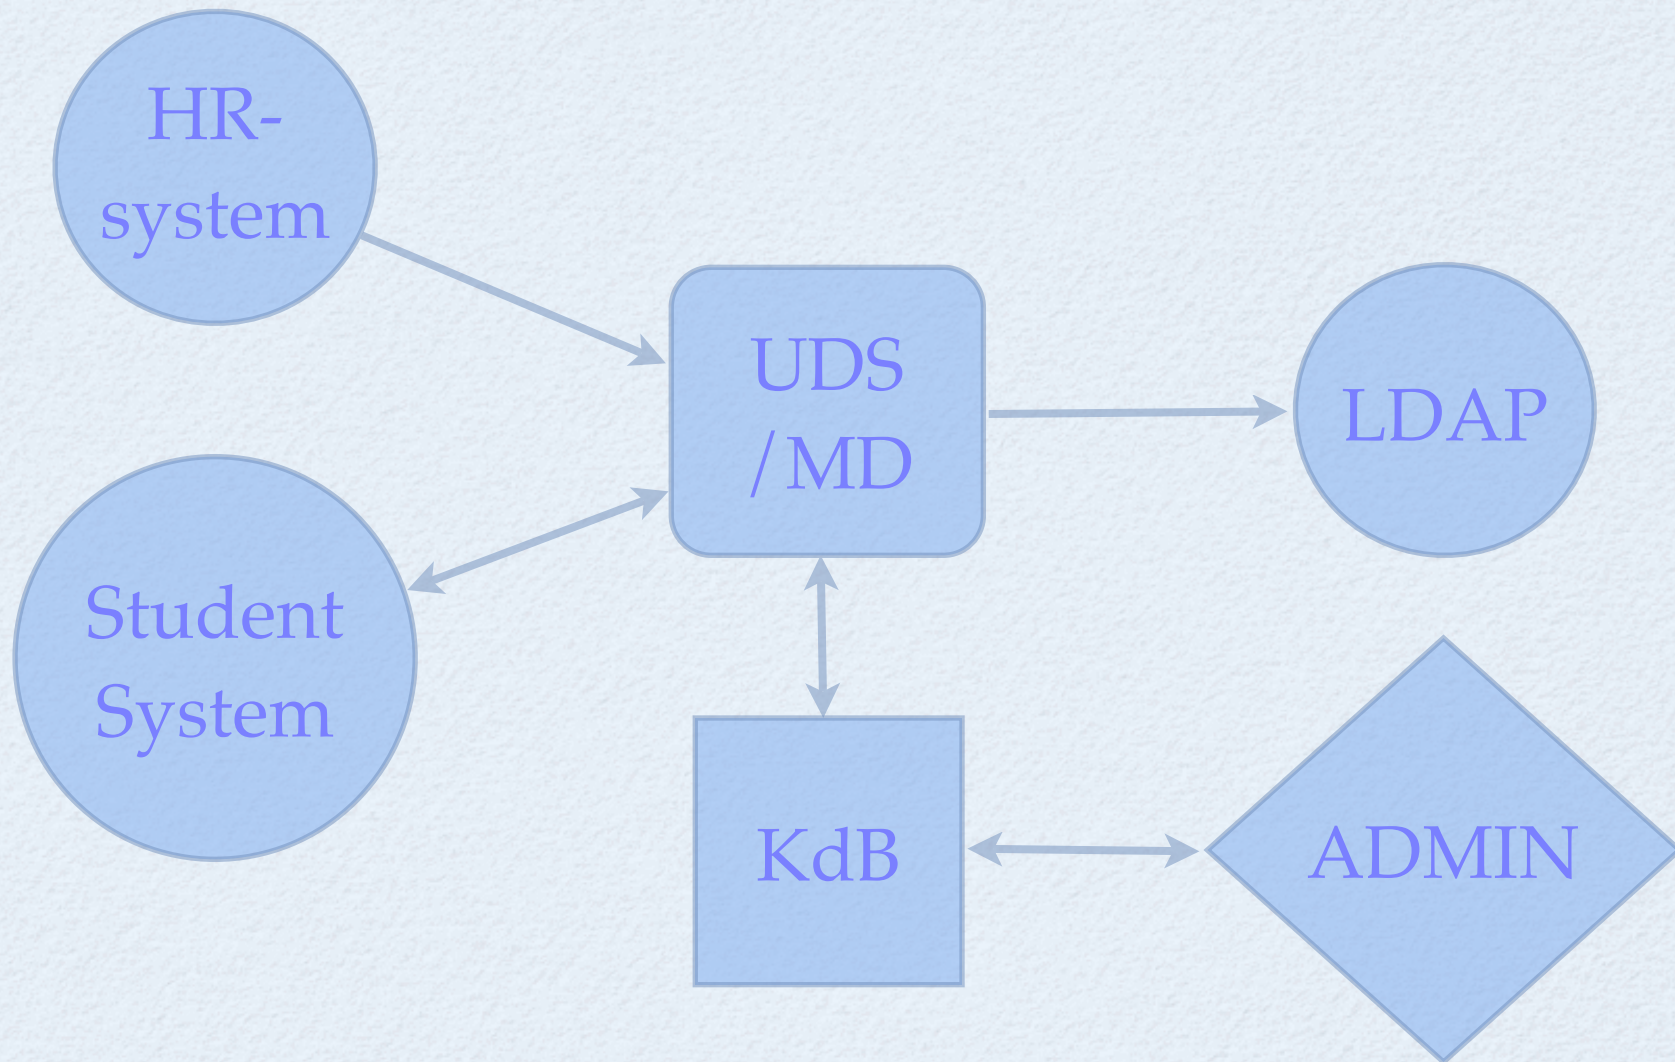 HR-
system
UDS
/MD
LDAP
Student
System
KdB
ADMIN